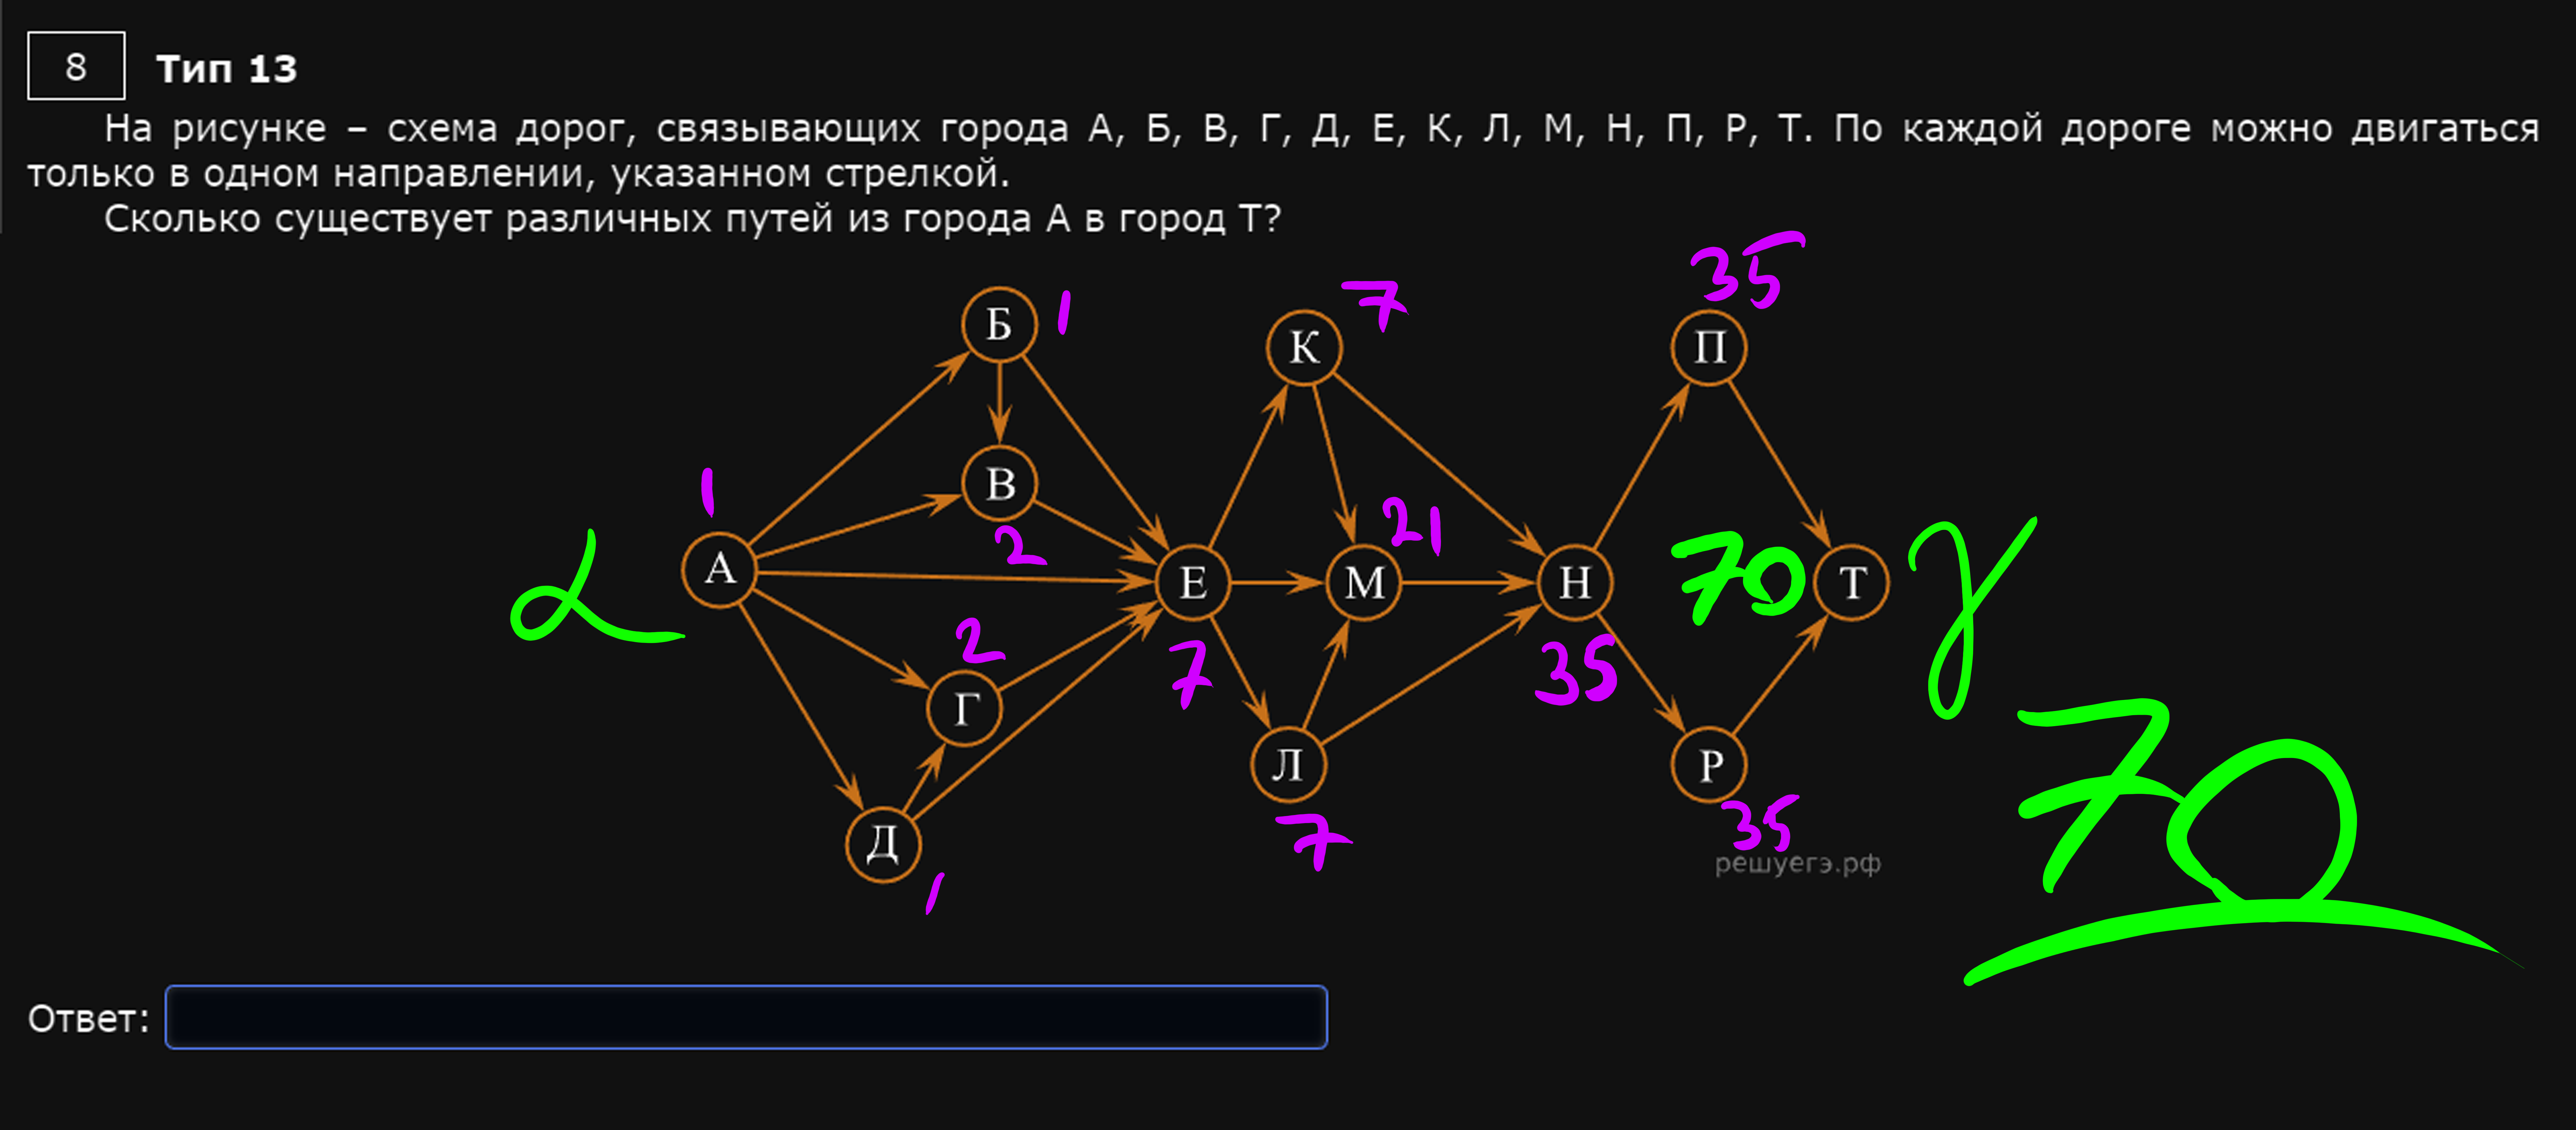 8 Тип 13
На рисунке – схема дорог, связывающих города А, Б, В, Г, Д, Е, К, Л, М, Н, П, Р, Т. По каждой дороге можно двигаться
только в одном направлении, указанном стрелкой.
Сколько существует различных путей из города А в город Т?
35
Б 1
К 7
П
В
2
1
А
α
Е
7
М 21
Н
35
70
Т γ
2
Г
Л
7
Р
35
70
Д
1
решуегэ.рф
Ответ: